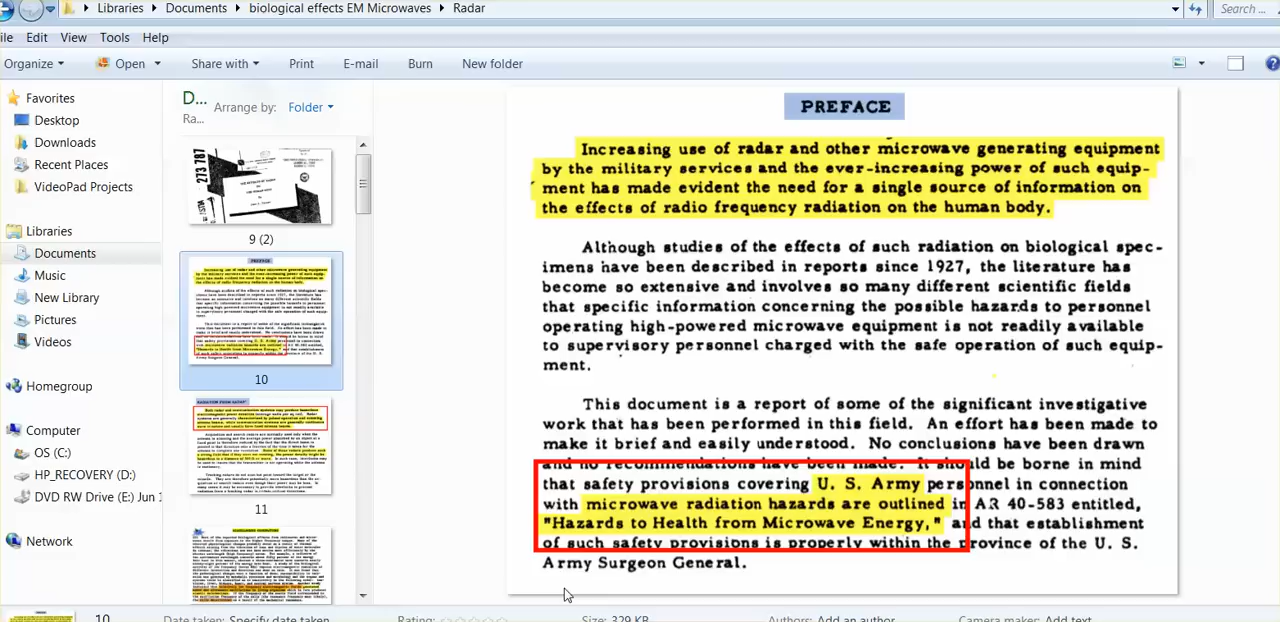 Libraries Documents biological effects EM Microwaves Radar
Search ...
ile Edit View Tools Help
Organize Open Share with Print E-mail Burn New folder
Favorites
Desktop
Downloads
Recent Places
VideoPad Projects
Libraries
Documents
Music
New Library
Pictures
Videos
Homegroup
Computer
OS (C:)
HP_RECOVERY (D:)
DVD RW Drive (E:) Jun 1
Network
D...
Ra...
Arrange by: Folder
273 787
9 (2)
10
11
PREFACE
Increasing use of radar and other microwave generating equipment
by the military services and the ever-increasing power of such equip-
ment has made evident the need for a single source of information on
the effects of radio frequency radiation on the human body.
Although studies of the effects of such radiation on biological spec-
imens have been described in reports since 1927, the literature has
become so extensive and involves so many different scientific fields
that specific information concerning the possible hazards to personnel
operating high-powered microwave equipment is not readily available
to supervisory personnel charged with the safe operation of such equip-
ment.
This document is a report of some of the significant investigative
work that has been performed in this field. An effort has been made to
make it brief and easily understood. No conclusions have been drawn
and no recommendations have been made. It should be borne in mind
that safety provisions covering U. S. Army personnel in connection
with microwave radiation hazards are outlined in AR 40-583 entitled,
"Hazards to Health from Microwave Energy," and that establishment
of such safety provisions is properly within the province of the U. S.
Army Surgeon General.
10 Date taken: Specify date taken Rating: Size: 329 KB Authors: Add an author Camera maker: Add text